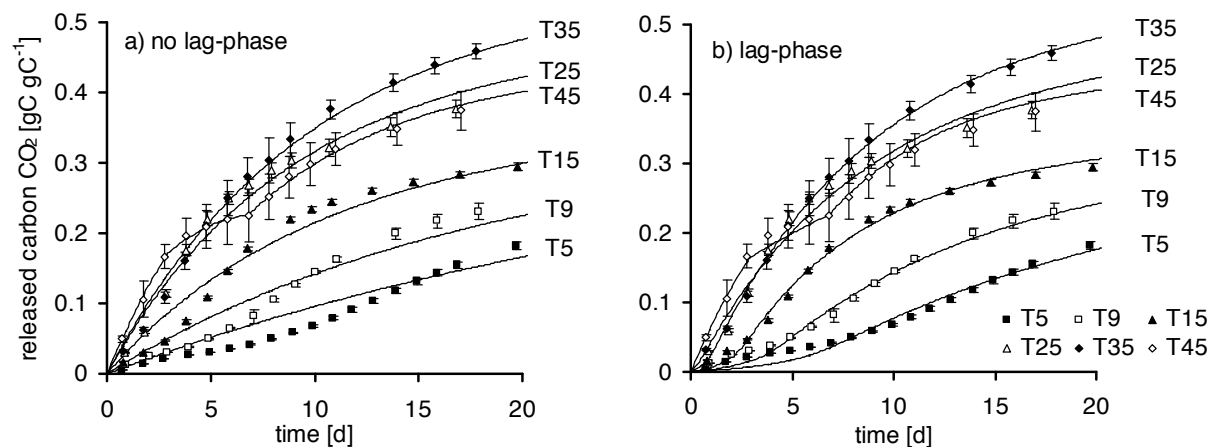 a) no lag-phase
released carbon CO₂ [gC gC⁻¹]
0.5
0.4
0.3
0.2
0.1
0
0 5 10 15 20
time [d]
T35
T25
T45
T15
T9
T5
b) lag-phase
0.5
0.4
0.3
0.2
0.1
0
0 5 10 15 20
time [d]
T35
T25
T45
T15
T9
T5
T5 T9 T15
T25 T35 T45